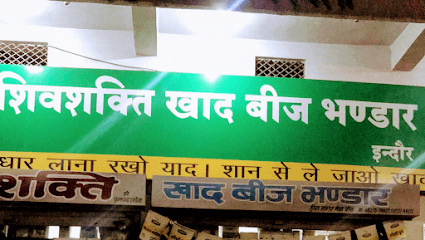 शिवशक्ति खाद बीज भण्डार
इन्दौर
धार लाना रखो याद। शान से ले जाओ खाद
शक्ति खाद बीज भण्डार